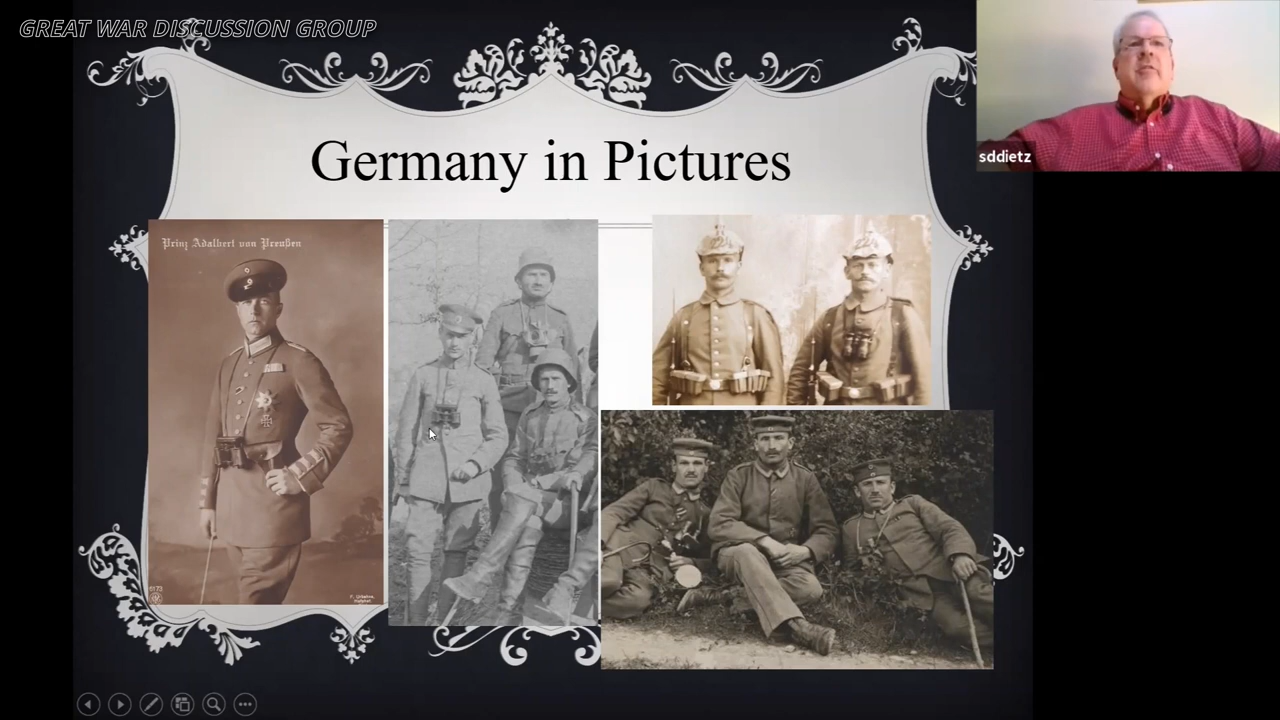 GREAT WAR DISCUSSION GROUP
Germany in Pictures
sddietz
Prinz Adalbert von Preußen